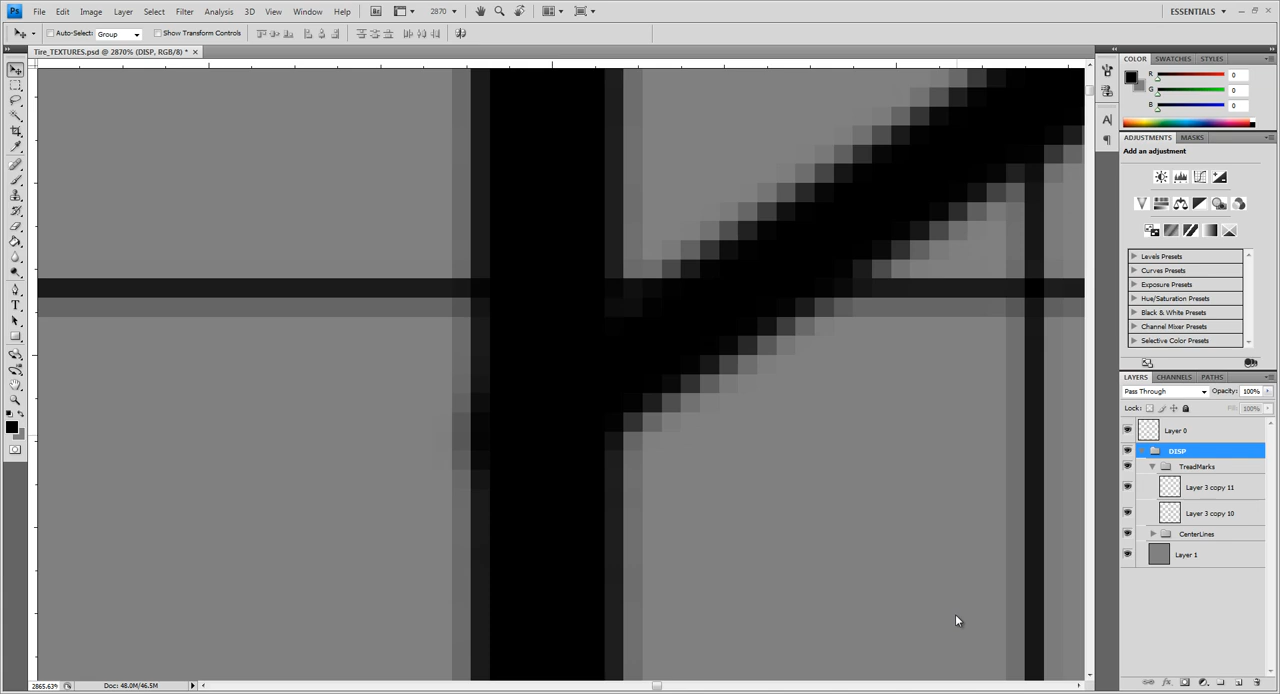 Ps File Edit Image Layer Select Filter Analysis 3D View Window Help 2870 ESSENTIALS
Auto-Select: Group Show Transform Controls
Tire_TEXTURES.psd @ 2870% (DISP, RGB/8) *
COLOR SWATCHES STYLES
R 0
G 0
B 0
ADJUSTMENTS MASKS
Add an adjustment
Levels Presets
Curves Presets
Exposure Presets
Hue/Saturation Presets
Black & White Presets
Channel Mixer Presets
Selective Color Presets
LAYERS CHANNELS PATHS
Pass Through Opacity: 100%
Lock: Fill: 100%
Layer 0
DISP
TreadMarks
Layer 3 copy 11
Layer 3 copy 10
CenterLines
Layer 1
2865.63% Doc: 48.0M/46.5M